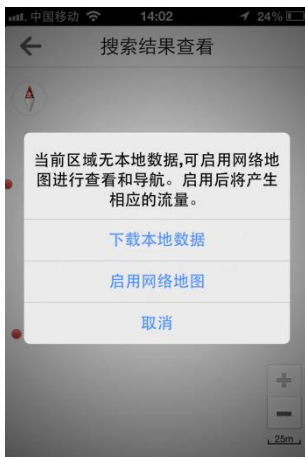 中国移动 14:02 24%
搜索结果查看
当前区域无本地数据,可启用网络地
图进行查看和导航。启用后将产生
相应的流量。
下载本地数据
启用网络地图
取消
25m